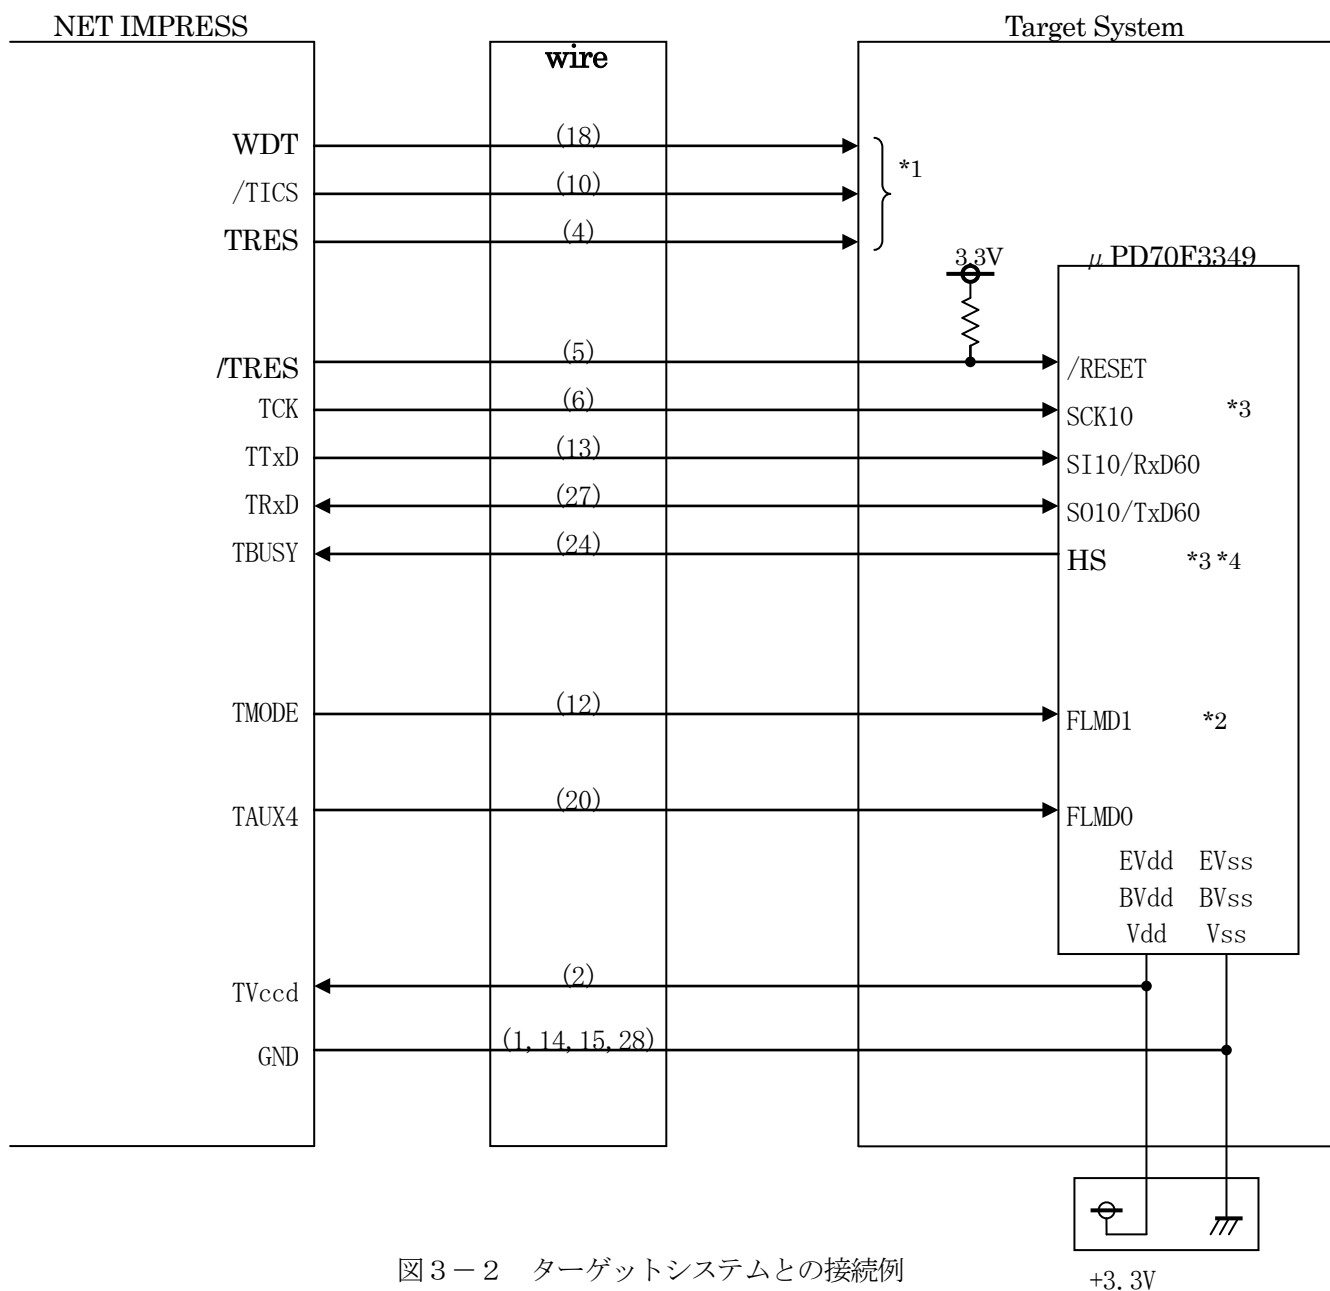 NET IMPRESS
Target System
wire
WDT
(18)
*1
/TICS
(10)
TRES
(4)
3.3V
μ PD70F3349
/TRES
(5)
/RESET
TCK
(6)
SCK10
*3
TTxD
(13)
SI10/RxD60
TRxD
(27)
SO10/TxD60
TBUSY
(24)
HS
*3 *4
TMODE
(12)
FLMD1
*2
TAUX4
(20)
FLMD0
EVdd EVss
BVdd BVss
Vdd Vss
TVccd
(2)
GND
(1, 14, 15, 28)
図3-2 ターゲットシステムとの接続例
+3.3V